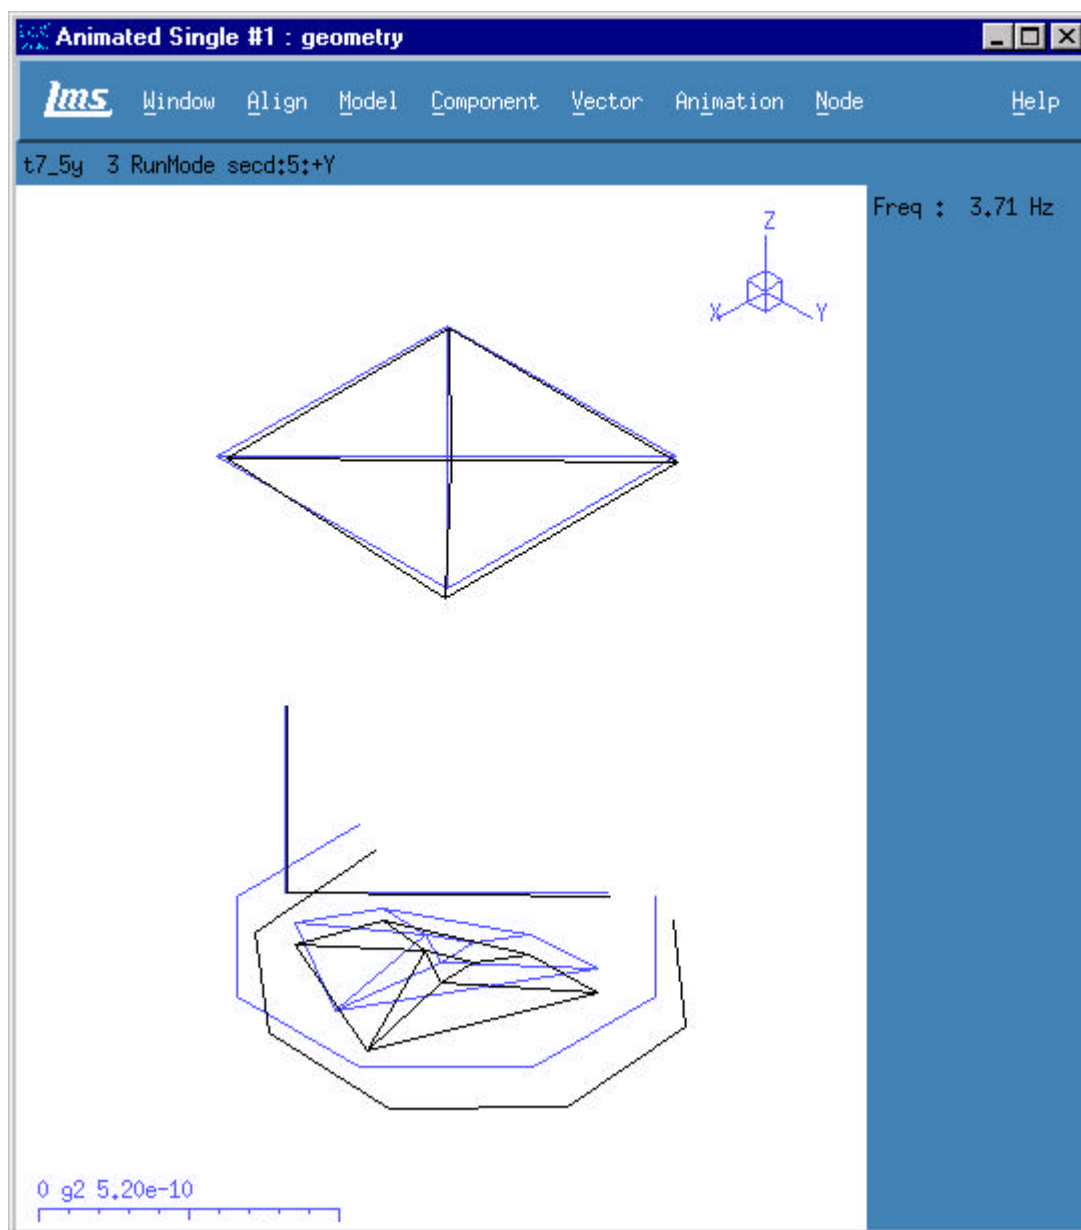 Animated Single #1 : geometry
lms Window Align Model Component Vector Animation Node Help
t7_5y 3 RunMode secd:5:+Y
Freq : 3.71 Hz
Z
X Y
0 g2 5.20e-10